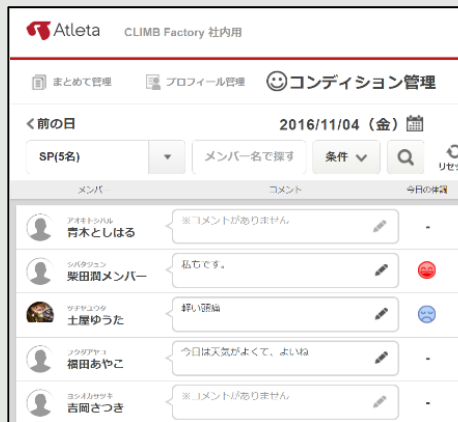 Atleta CLIMB Factory 社内用
まとめて管理 プロフィール管理 コンディション管理
<前の日 2016/11/04（金）
SP(5名) メンバー名で探す 条件
メンバ コメント 今日の体調
アオキトシハル
青木としはる
※コメントがありません
-
シバタジュン
柴田潤メンバー
私もです。
ツチヤユウタ
土屋ゆうた
軽い頭痛
フクダアヤコ
福田あやこ
今日は天気がよくて、よいね
-
ヨシオカサツキ
吉岡さつき
※コメントがありません
-